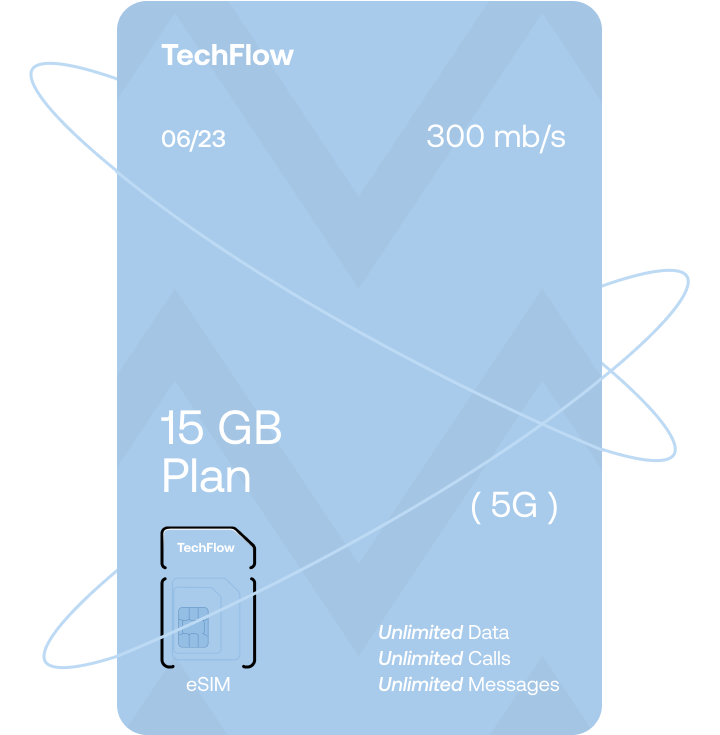 TechFlow
06/23
300 mb/s
15 GB
Plan
( 5G )
TechFlow
Unlimited Data
Unlimited Calls
Unlimited Messages
eSIM